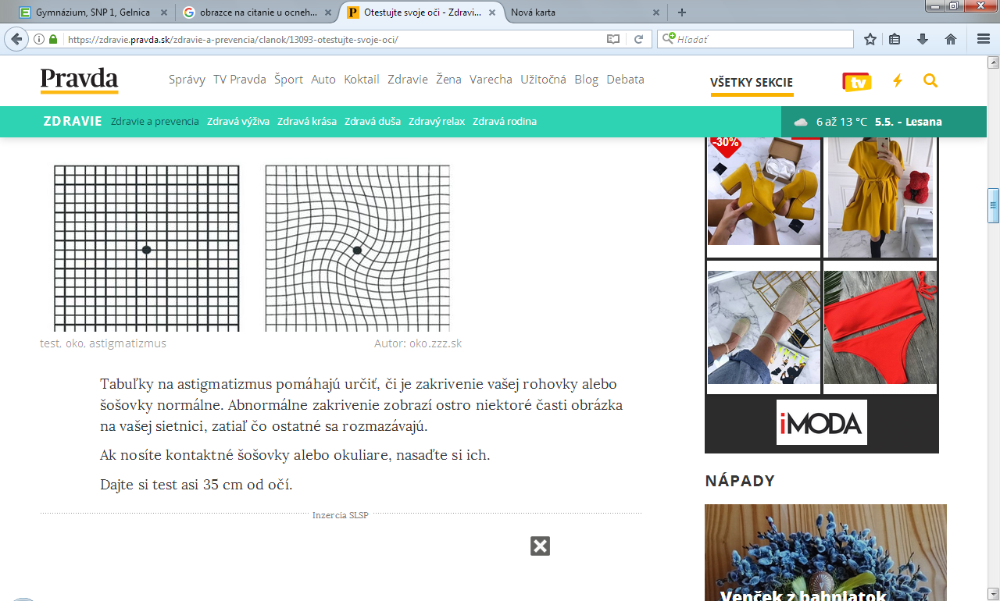 Gymnázium, SNP 1, Gelnica
obrazce na citanie u ocneh...
Otestujte svoje oči - Zdravi...
Nová karta
https://zdravie.pravda.sk/zdravie-a-prevencia/clanok/13093-otestujte-svoje-oci/
Hľadať
Pravda
Správy TV Pravda Šport Auto Koktail Zdravie Žena Varecha Užitočná Blog Debata
VŠETKY SEKCIE
tv
ZDRAVIE Zdravie a prevencia Zdravá výživa Zdravá krása Zdravá duša Zdravý relax Zdravá rodina
6 až 13 °C 5.5. - Lesana
-30%
test, oko, astigmatizmus
Autor: oko.zzz.sk
Tabuľky na astigmatizmus pomáhajú určiť, či je zakrivenie vašej rohovky alebo
šošovky normálne. Abnormálne zakrivenie zobrazí ostro niektoré časti obrázka
na vašej sietnici, zatiaľ čo ostatné sa rozmazávajú.
Ak nosíte kontaktné šošovky alebo okuliare, nasaďte si ich.
Dajte si test asi 35 cm od očí.
Inzercia SLSP
iMODA
NÁPADY
Venček z bahniatok